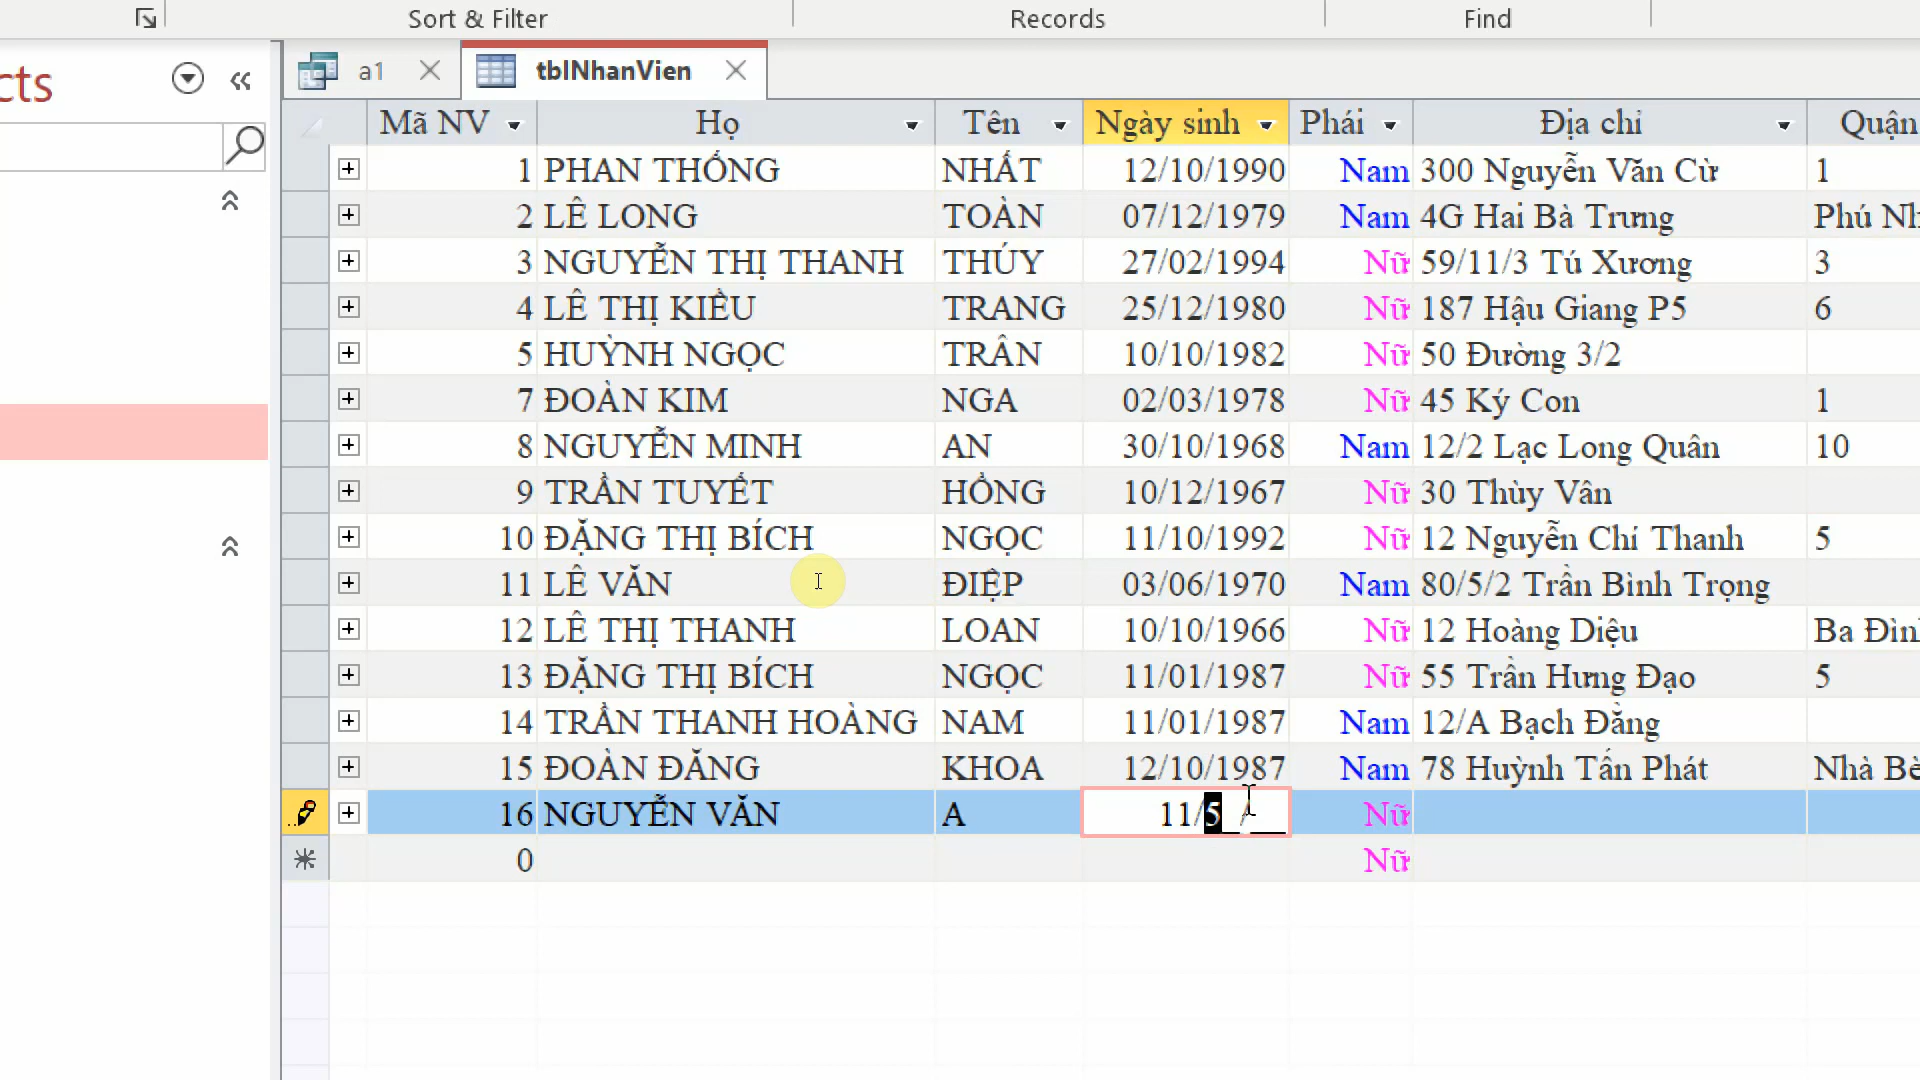 Sort & Filter Records Find
cts a1 tblNhanVien
Mã NV Họ Tên Ngày sinh Phái Địa chỉ Quận
1 PHAN THỐNG NHẤT 12/10/1990 Nam 300 Nguyễn Văn Cừ 1
2 LÊ LONG TOÀN 07/12/1979 Nam 4G Hai Bà Trưng Phú Nh
3 NGUYỄN THỊ THANH THÚY 27/02/1994 Nữ 59/11/3 Tú Xương 3
4 LÊ THỊ KIỀU TRANG 25/12/1980 Nữ 187 Hậu Giang P5 6
5 HUỲNH NGỌC TRÂN 10/10/1982 Nữ 50 Đường 3/2
7 ĐOÀN KIM NGA 02/03/1978 Nữ 45 Ký Con 1
8 NGUYỄN MINH AN 30/10/1968 Nam 12/2 Lạc Long Quân 10
9 TRẦN TUYẾT HỒNG 10/12/1967 Nữ 30 Thùy Vân
10 ĐẶNG THỊ BÍCH NGỌC 11/10/1992 Nữ 12 Nguyễn Chí Thanh 5
11 LÊ VĂN ĐIỆP 03/06/1970 Nam 80/5/2 Trần Bình Trọng
12 LÊ THỊ THANH LOAN 10/10/1966 Nữ 12 Hoàng Diệu Ba Đìn
13 ĐẶNG THỊ BÍCH NGỌC 11/01/1987 Nữ 55 Trần Hưng Đạo 5
14 TRẦN THANH HOÀNG NAM 11/01/1987 Nam 12/A Bạch Đằng
15 ĐOÀN ĐĂNG KHOA 12/10/1987 Nam 78 Huỳnh Tấn Phát Nhà Bè
16 NGUYỄN VĂN A 11/5_/____ Nữ
0 Nữ